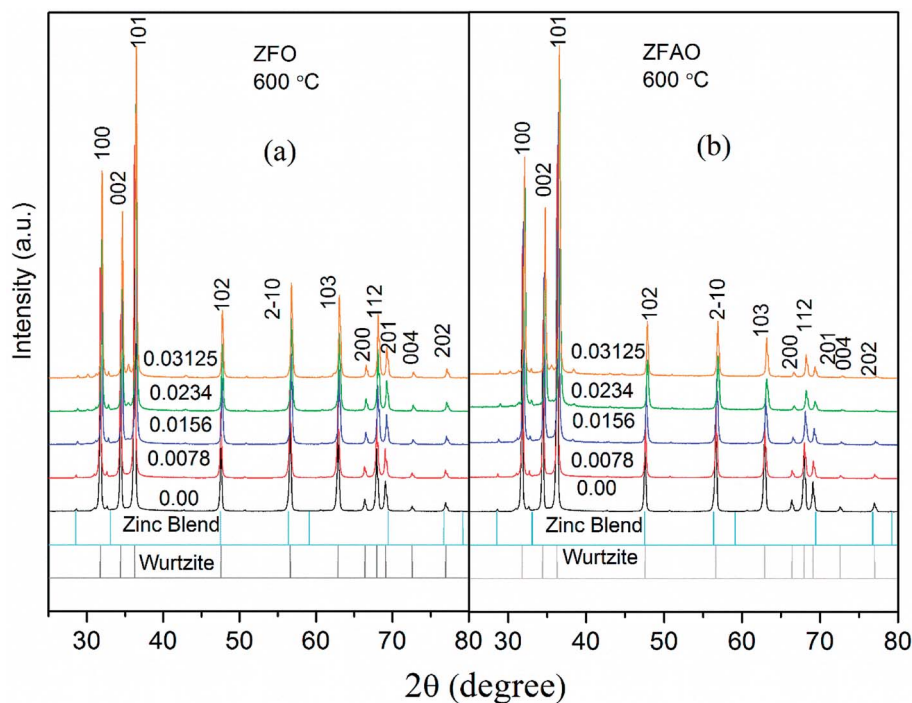 Intensity (a.u.)
ZFO
600 °C
(a)
100
002
101
102
2-10
103
200
112
201
004
202
0.03125
0.0234
0.0156
0.0078
0.00
Zinc Blend
Wurtzite
30 40 50 60 70 80
ZFAO
600 °C
(b)
100
002
101
102
2-10
103
200
112
201
004
202
0.03125
0.0234
0.0156
0.0078
0.00
Zinc Blend
Wurtzite
30 40 50 60 70 80
2θ (degree)